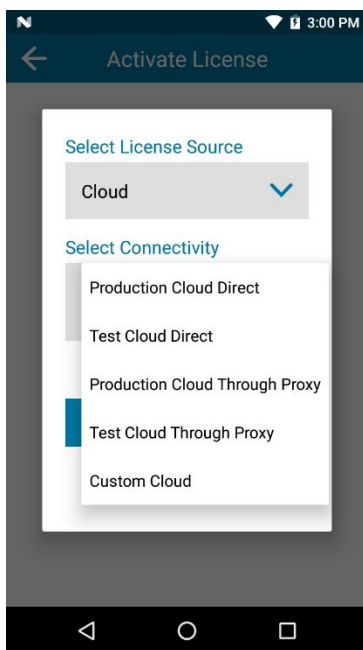 3:00 PM
Activate License
Select License Source
Cloud
Select Connectivity
Production Cloud Direct
Test Cloud Direct
Production Cloud Through Proxy
Test Cloud Through Proxy
Custom Cloud